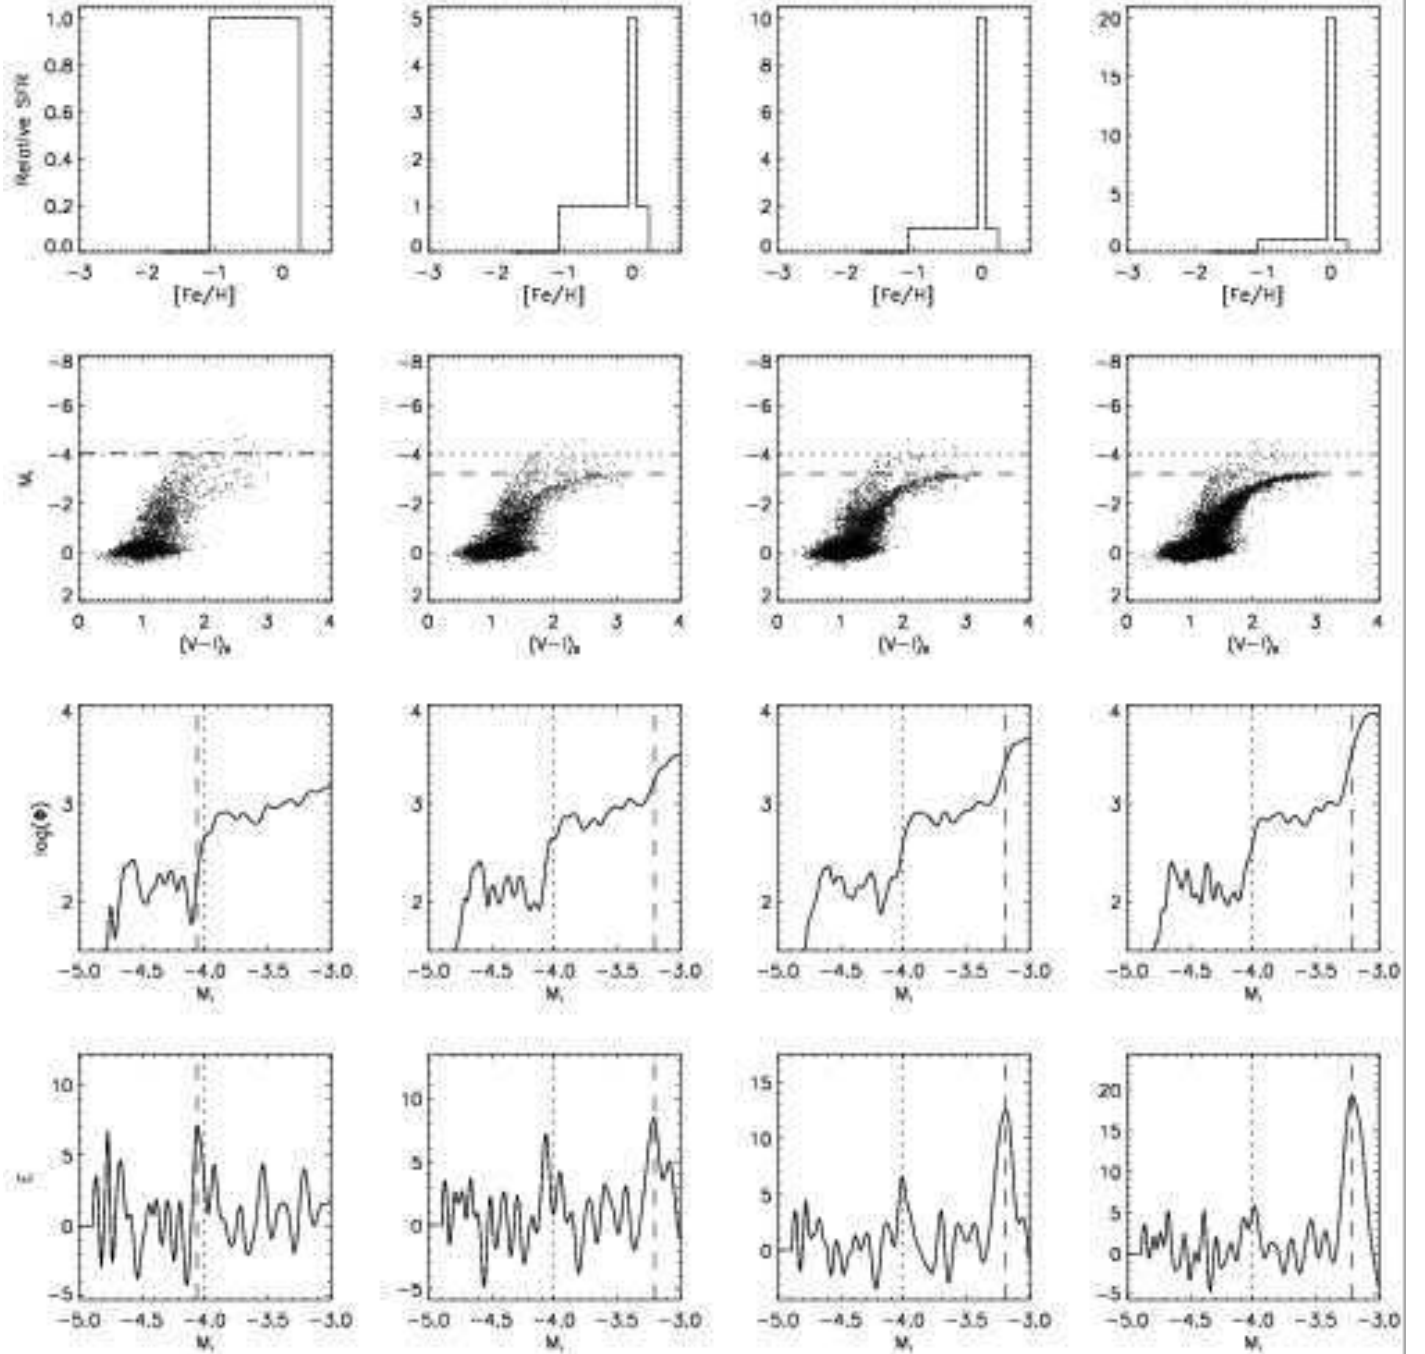 1.0 5 10 20
0.8 4 8 15
0.6 3 6 10
0.4 2 4 5
0.2 1 2
0.0 0 0 0
Relative SFR
-3 -2 -1 0 -3 -2 -1 0 -3 -2 -1 0 -3 -2 -1 0
[Fe/H] [Fe/H] [Fe/H] [Fe/H]
-8 -8 -8 -8
-6 -6 -6 -6
-4 -4 -4 -4
-2 -2 -2 -2
0 0 0 0
2 2 2 2
M
0 1 2 3 4 0 1 2 3 4 0 1 2 3 4 0 1 2 3 4
(V-I) (V-I) (V-I) (V-I)
4 4 4 4
3 3 3 3
2 2 2 2
log(Φ)
-5.0 -4.5 -4.0 -3.5 -3.0 -5.0 -4.5 -4.0 -3.5 -3.0 -5.0 -4.5 -4.0 -3.5 -3.0 -5.0 -4.5 -4.0 -3.5 -3.0
M M M M
10 10 15 20
5 5 10 15
0 0 5 10
-5 -5 0 5
0
-5
E
-5.0 -4.5 -4.0 -3.5 -3.0 -5.0 -4.5 -4.0 -3.5 -3.0 -5.0 -4.5 -4.0 -3.5 -3.0 -5.0 -4.5 -4.0 -3.5 -3.0
M M M M